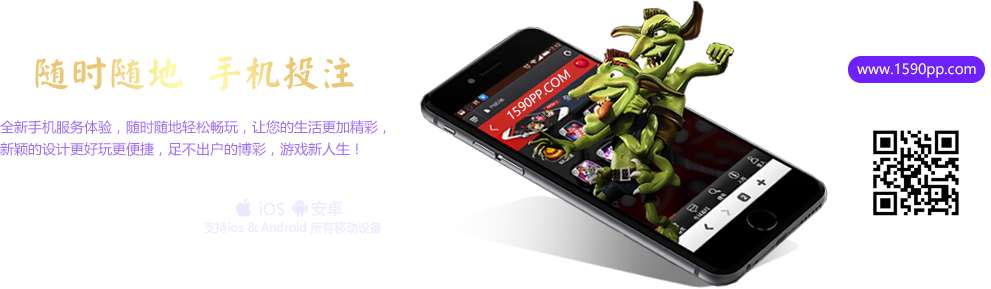 随时随地 手机投注
全新手机服务体验，随时随地轻松畅玩，让您的生活更加精彩，
新颖的设计更好玩更便捷，足不出户的博彩，游戏新人生！
iOS 安卓
支持ios & Android 所有移动设备
1590PP.COM
www.1590pp.com